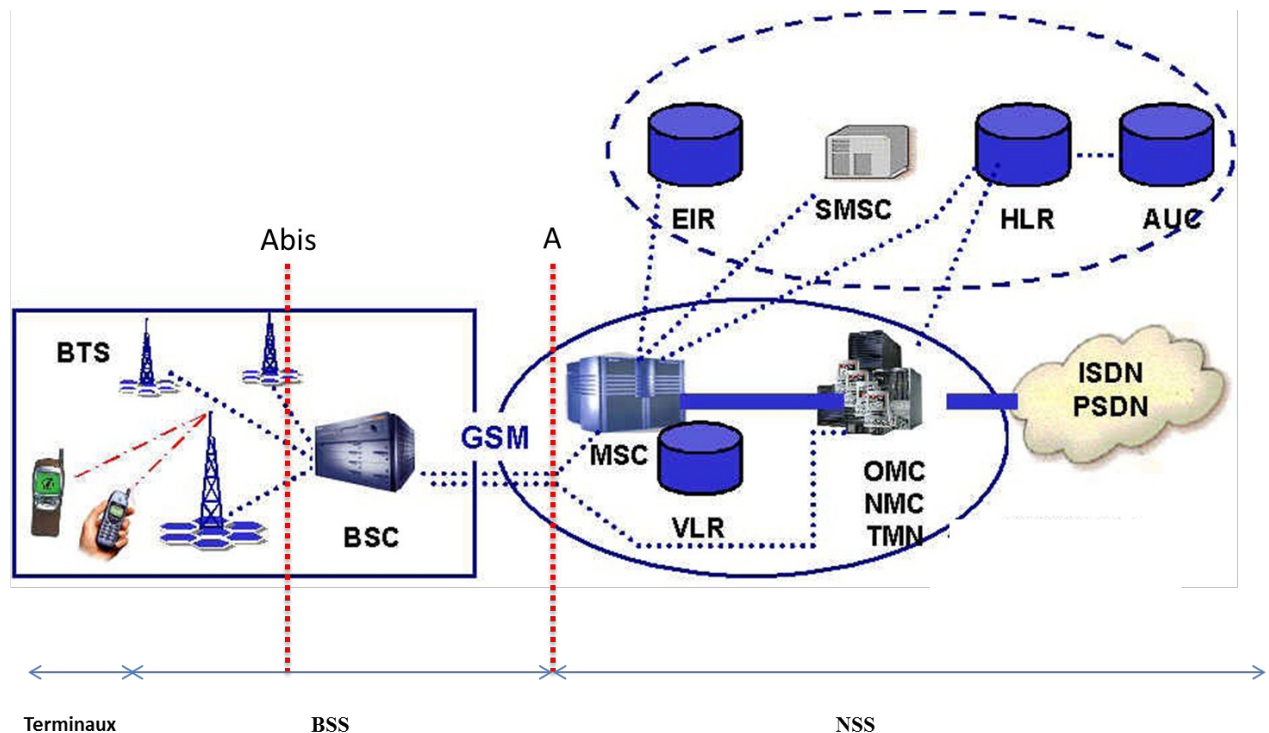 EIR
SMSC
HLR
AUC
Abis
A
BTS
GSM
MSC
BSC
VLR
OMC
NMC
TMN
ISDN
PSDN
Terminaux
BSS
NSS